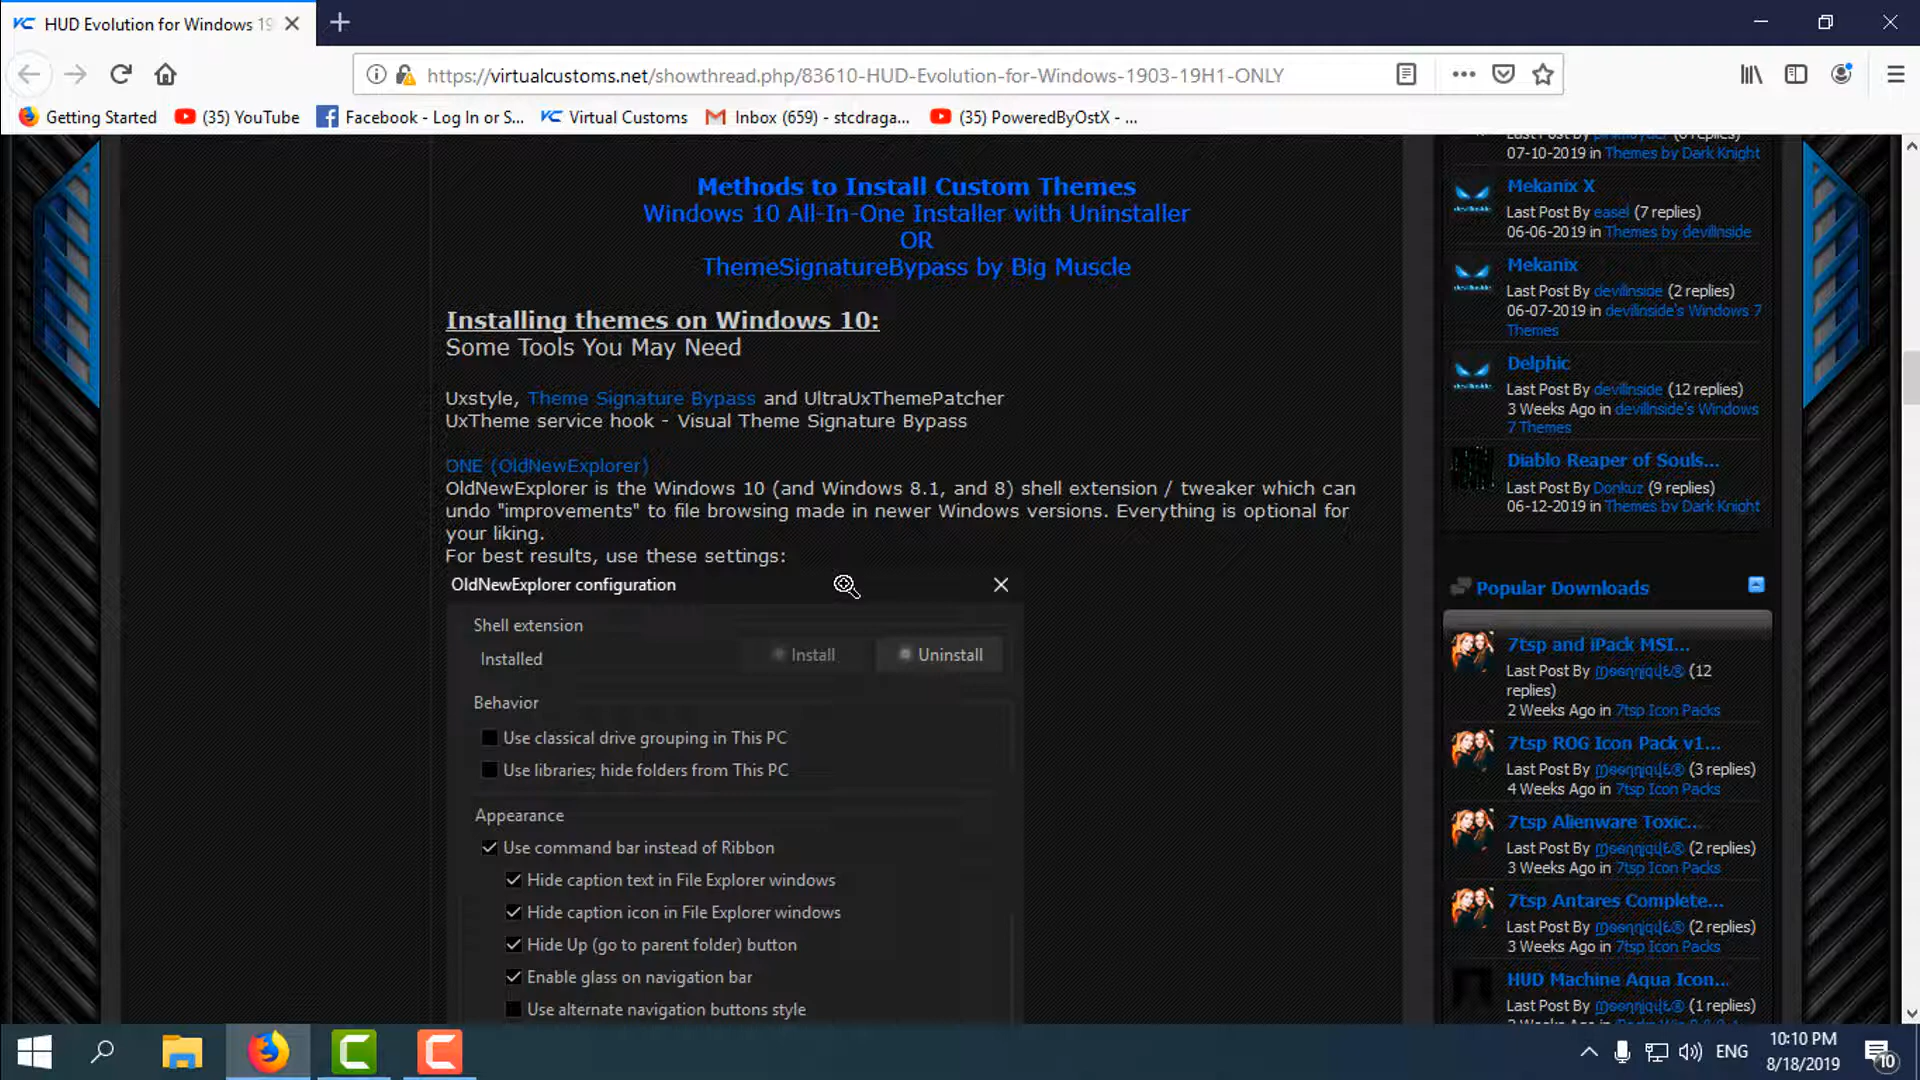 HUD Evolution for Windows 19
https://virtualcustoms.net/showthread.php/83610-HUD-Evolution-for-Windows-1903-19H1-ONLY
Getting Started
(35) YouTube
Facebook - Log In or S...
Virtual Customs
Inbox (659) - stcdraga...
(35) PoweredByOstX - ...
Methods to Install Custom Themes
Windows 10 All-In-One Installer with Uninstaller
OR
ThemeSignatureBypass by Big Muscle
Installing themes on Windows 10:
Some Tools You May Need
Uxstyle, Theme Signature Bypass and UltraUxThemePatcher
UxTheme service hook - Visual Theme Signature Bypass
ONE (OldNewExplorer)
OldNewExplorer is the Windows 10 (and Windows 8.1, and 8) shell extension / tweaker which can
undo "improvements" to file browsing made in newer Windows versions. Everything is optional for
your liking.
For best results, use these settings:
OldNewExplorer configuration
Shell extension
Installed
Install
Uninstall
Behavior
Use classical drive grouping in This PC
Use libraries; hide folders from This PC
Appearance
Use command bar instead of Ribbon
Hide caption text in File Explorer windows
Hide caption icon in File Explorer windows
Hide Up (go to parent folder) button
Enable glass on navigation bar
Use alternate navigation buttons style
07-10-2019 in Themes by Dark Knight
Mekanix X
Last Post By easel (7 replies)
06-06-2019 in Themes by devillnside
Mekanix
Last Post By devillnside (2 replies)
06-07-2019 in devillnside's Windows 7
Themes
Delphic
Last Post By devillnside (12 replies)
3 Weeks Ago in devillnside's Windows
7 Themes
Diablo Reaper of Souls...
Last Post By Donkuz (9 replies)
06-12-2019 in Themes by Dark Knight
Popular Downloads
7tsp and iPack MSI...
Last Post By (12
replies)
2 Weeks Ago in 7tsp Icon Packs
7tsp ROG Icon Pack v1...
Last Post By (3 replies)
4 Weeks Ago in 7tsp Icon Packs
7tsp Alienware Toxic...
Last Post By (2 replies)
3 Weeks Ago in 7tsp Icon Packs
7tsp Antares Complete...
Last Post By (2 replies)
3 Weeks Ago in 7tsp Icon Packs
HUD Machine Aqua Icon...
Last Post By (1 replies)
ENG
10:10 PM
8/18/2019
10